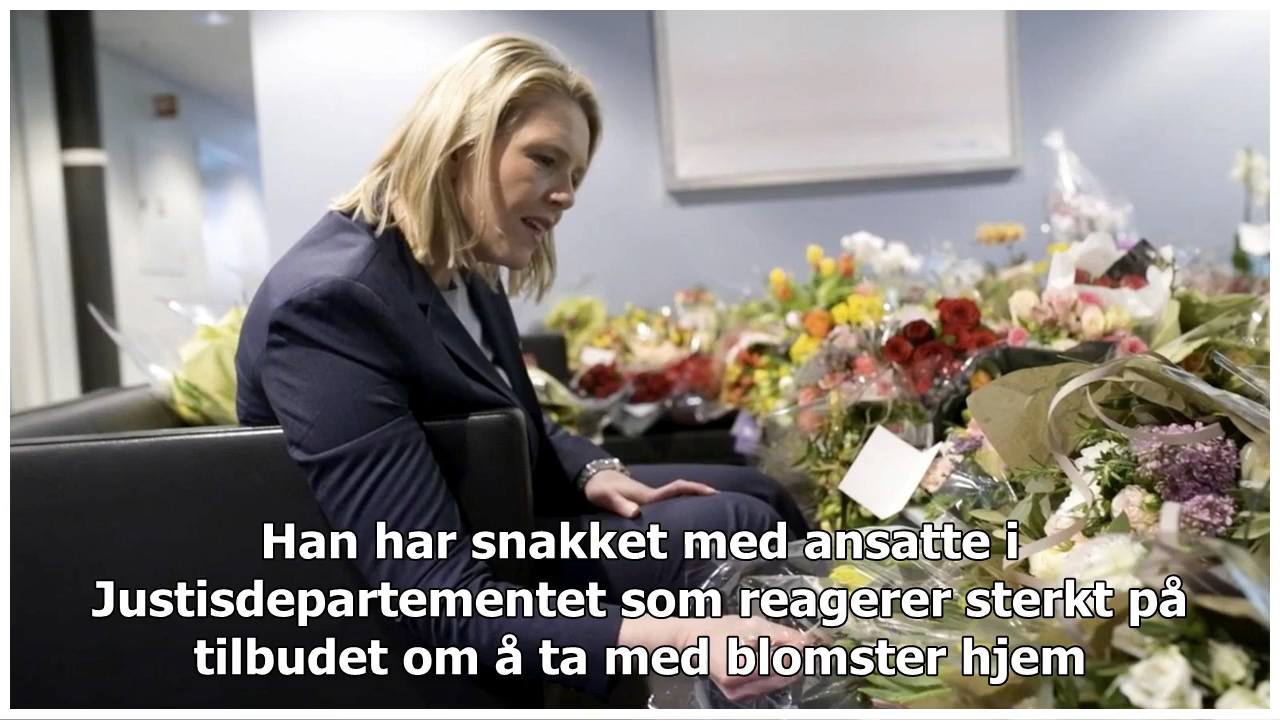 Han har snakket med ansatte i
Justisdepartementet som reagerer sterkt på
tilbudet om å ta med blomster hjem